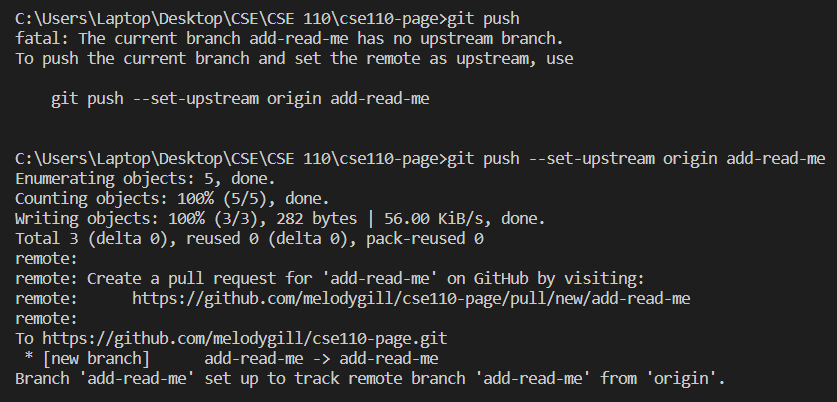 C:\Users\Laptop\Desktop\CSE\CSE 110\cse110-page>git push
fatal: The current branch add-read-me has no upstream branch.
To push the current branch and set the remote as upstream, use
    git push --set-upstream origin add-read-me
C:\Users\Laptop\Desktop\CSE\CSE 110\cse110-page>git push --set-upstream origin add-read-me
Enumerating objects: 5, done.
Counting objects: 100% (5/5), done.
Writing objects: 100% (3/3), 282 bytes | 56.00 KiB/s, done.
Total 3 (delta 0), reused 0 (delta 0), pack-reused 0
remote:
remote: Create a pull request for 'add-read-me' on GitHub by visiting:
remote:      https://github.com/melodygill/cse110-page/pull/new/add-read-me
remote:
To https://github.com/melodygill/cse110-page.git
 * [new branch]      add-read-me -> add-read-me
Branch 'add-read-me' set up to track remote branch 'add-read-me' from 'origin'.